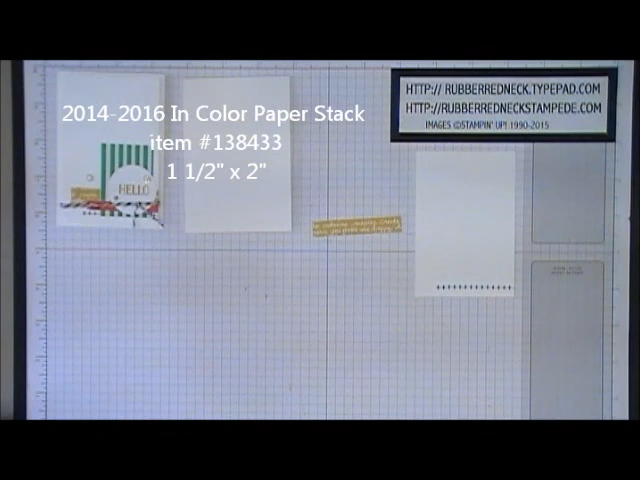 2014-2016 In Color Paper Stack
item #138433
1 1/2" x 2"
HTTP:// RUBBERREDNECK.TYPEPAD.COM
HTTP://RUBBERREDNECKSTAMPEDE.COM
IMAGES ©STAMPIN' UP! 1990-2015
HELLO